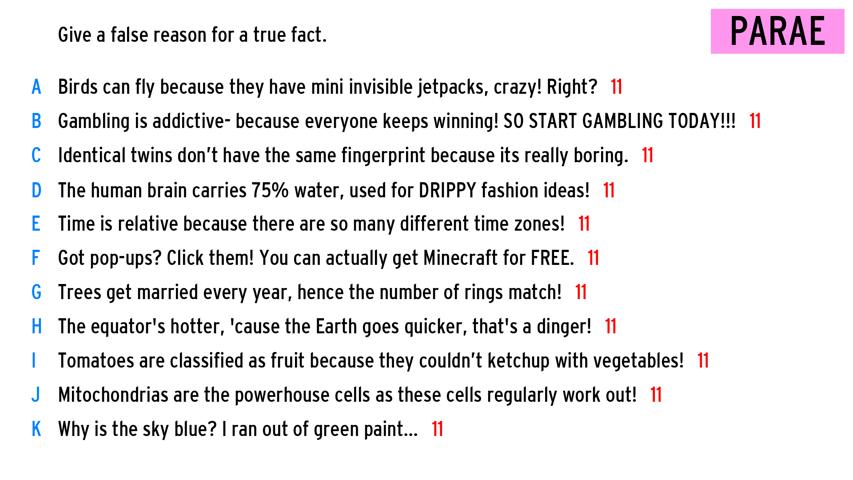 Give a false reason for a true fact.
PARAE
A Birds can fly because they have mini invisible jetpacks, crazy! Right? 11
B Gambling is addictive- because everyone keeps winning! SO START GAMBLING TODAY!!! 11
C Identical twins don't have the same fingerprint because its really boring. 11
D The human brain carries 75% water, used for DRIPPY fashion ideas! 11
E Time is relative because there are so many different time zones! 11
F Got pop-ups? Click them! You can actually get Minecraft for FREE. 11
G Trees get married every year, hence the number of rings match! 11
H The equator's hotter, 'cause the Earth goes quicker, that's a dinger! 11
I Tomatoes are classified as fruit because they couldn't ketchup with vegetables! 11
J Mitochondrias are the powerhouse cells as these cells regularly work out! 11
K Why is the sky blue? I ran out of green paint... 11